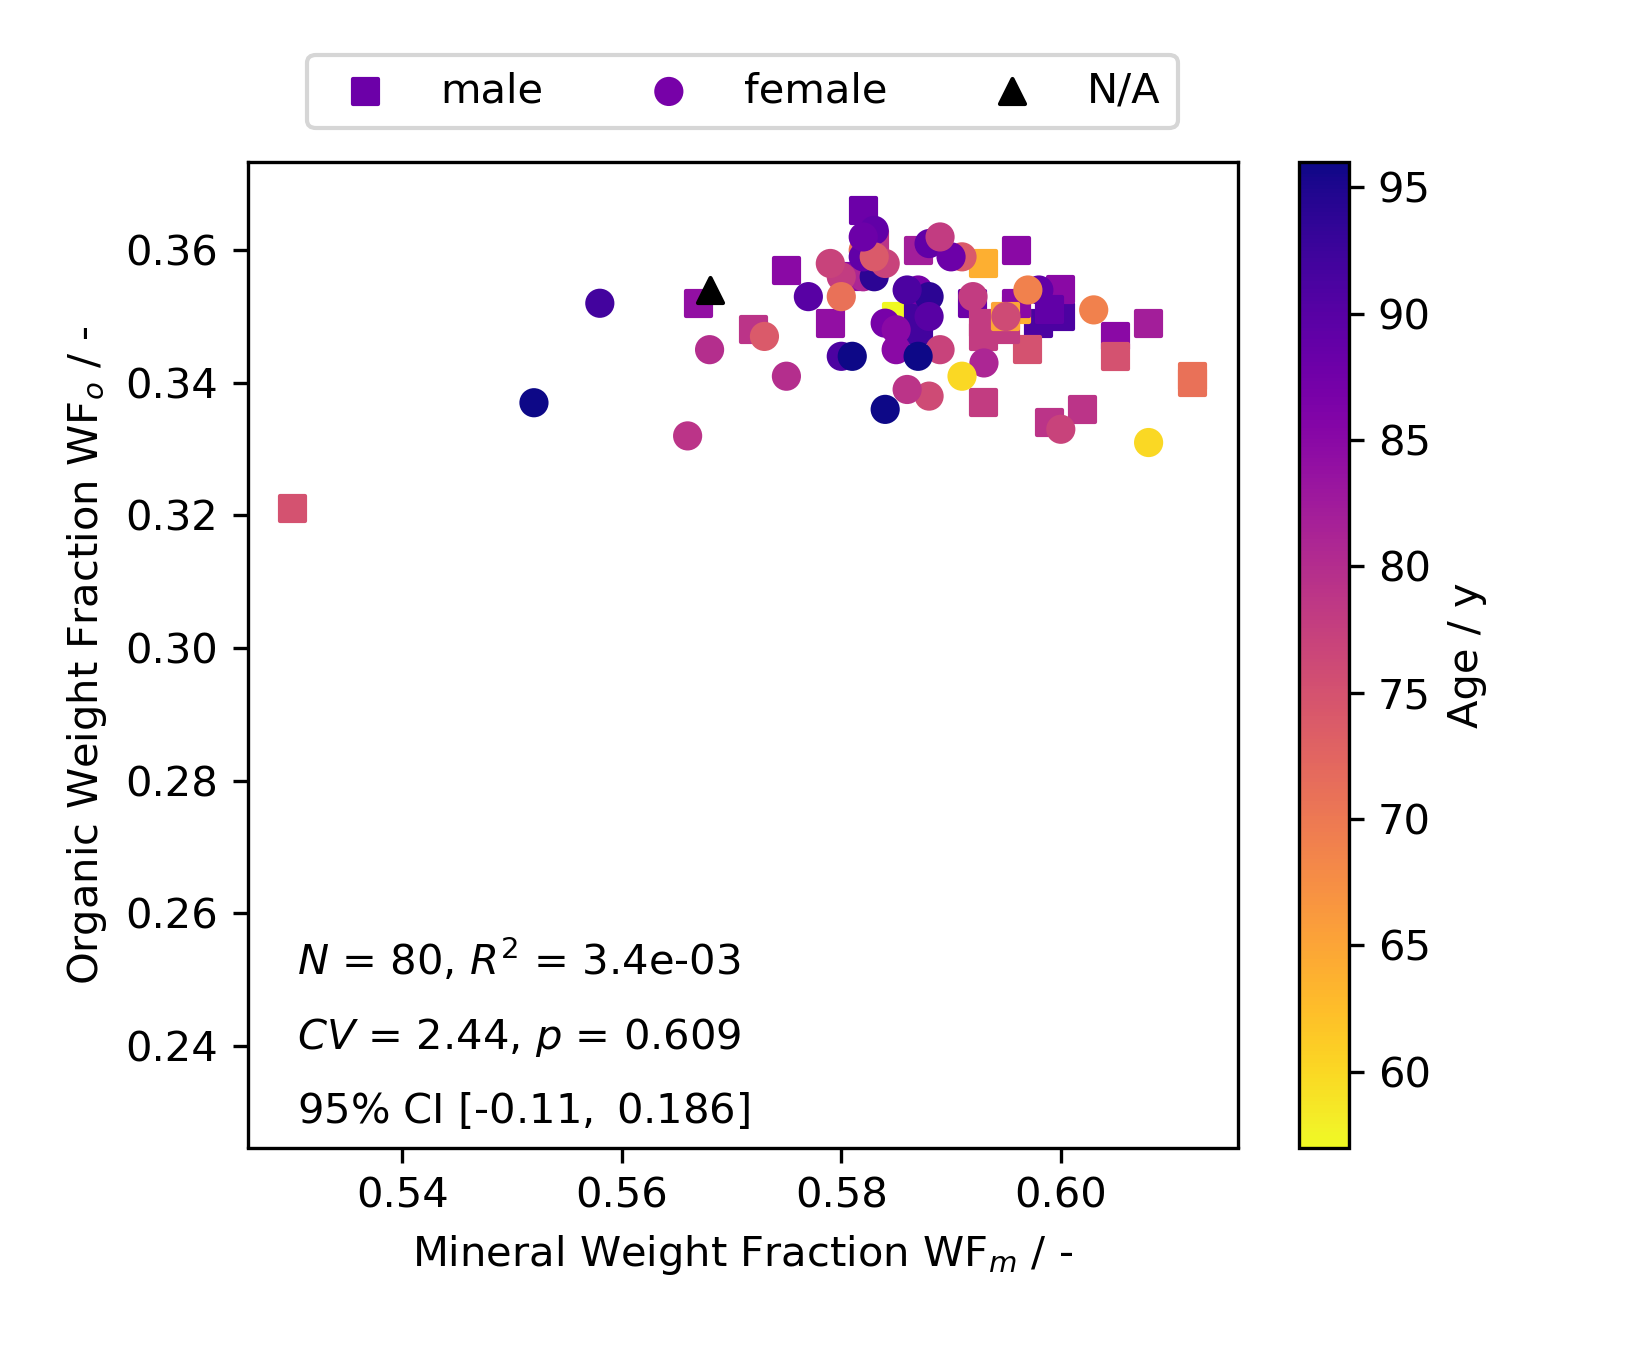 male female N/A
0.36
0.34
0.32
0.30
0.28
0.26
0.24
Organic Weight Fraction WFₒ / -
N = 80, R² = 3.4e-03
CV = 2.44, p = 0.609
95% CI [-0.11, 0.186]
0.54 0.56 0.58 0.60
Mineral Weight Fraction WFₘ / -
95
90
85
80
75
70
65
60
Age / y